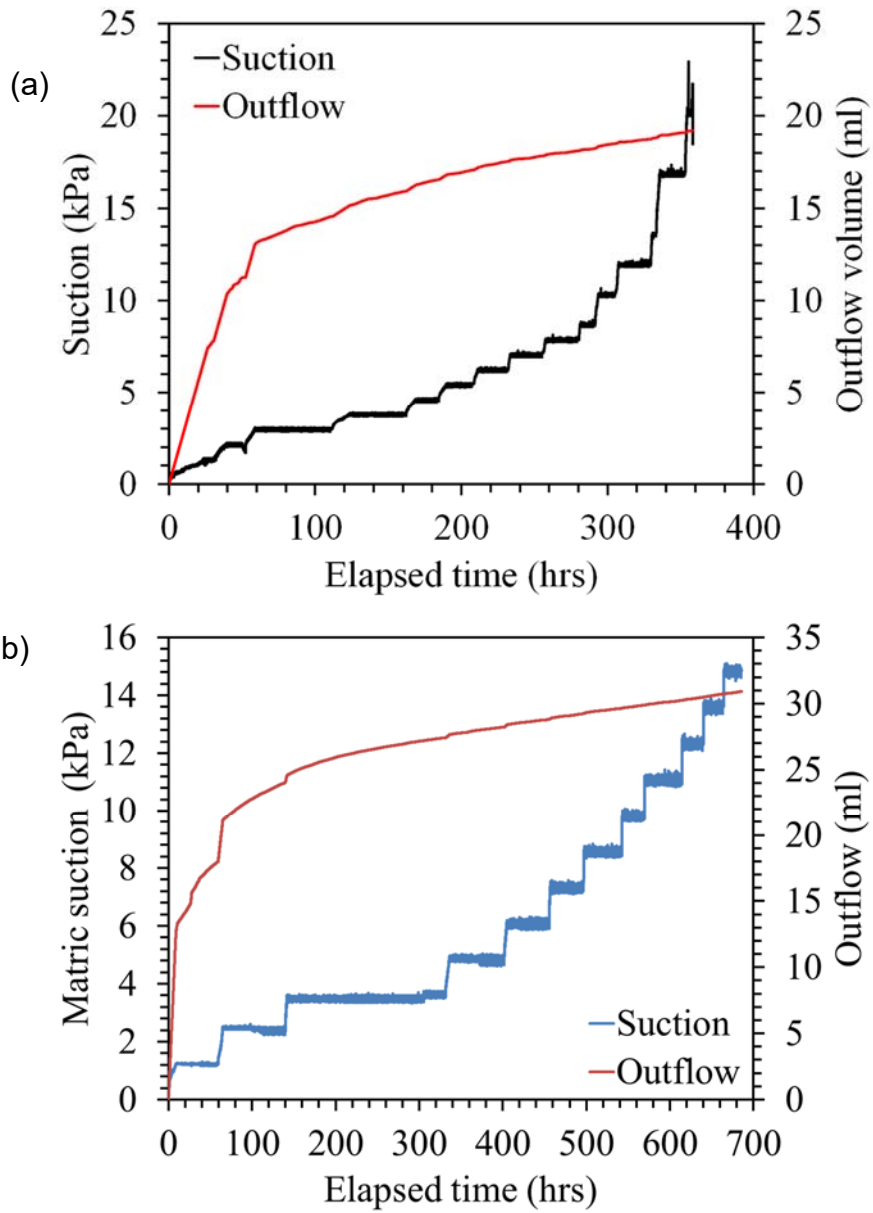 (a)
Suction
Outflow
Suction (kPa)
Outflow volume (ml)
25
20
15
10
5
0
25
20
15
10
5
0
0 100 200 300 400
Elapsed time (hrs)
b)
Matric suction (kPa)
Outflow (ml)
16
14
12
10
8
6
4
2
0
35
30
25
20
15
10
5
0
Suction
Outflow
0 100 200 300 400 500 600 700
Elapsed time (hrs)